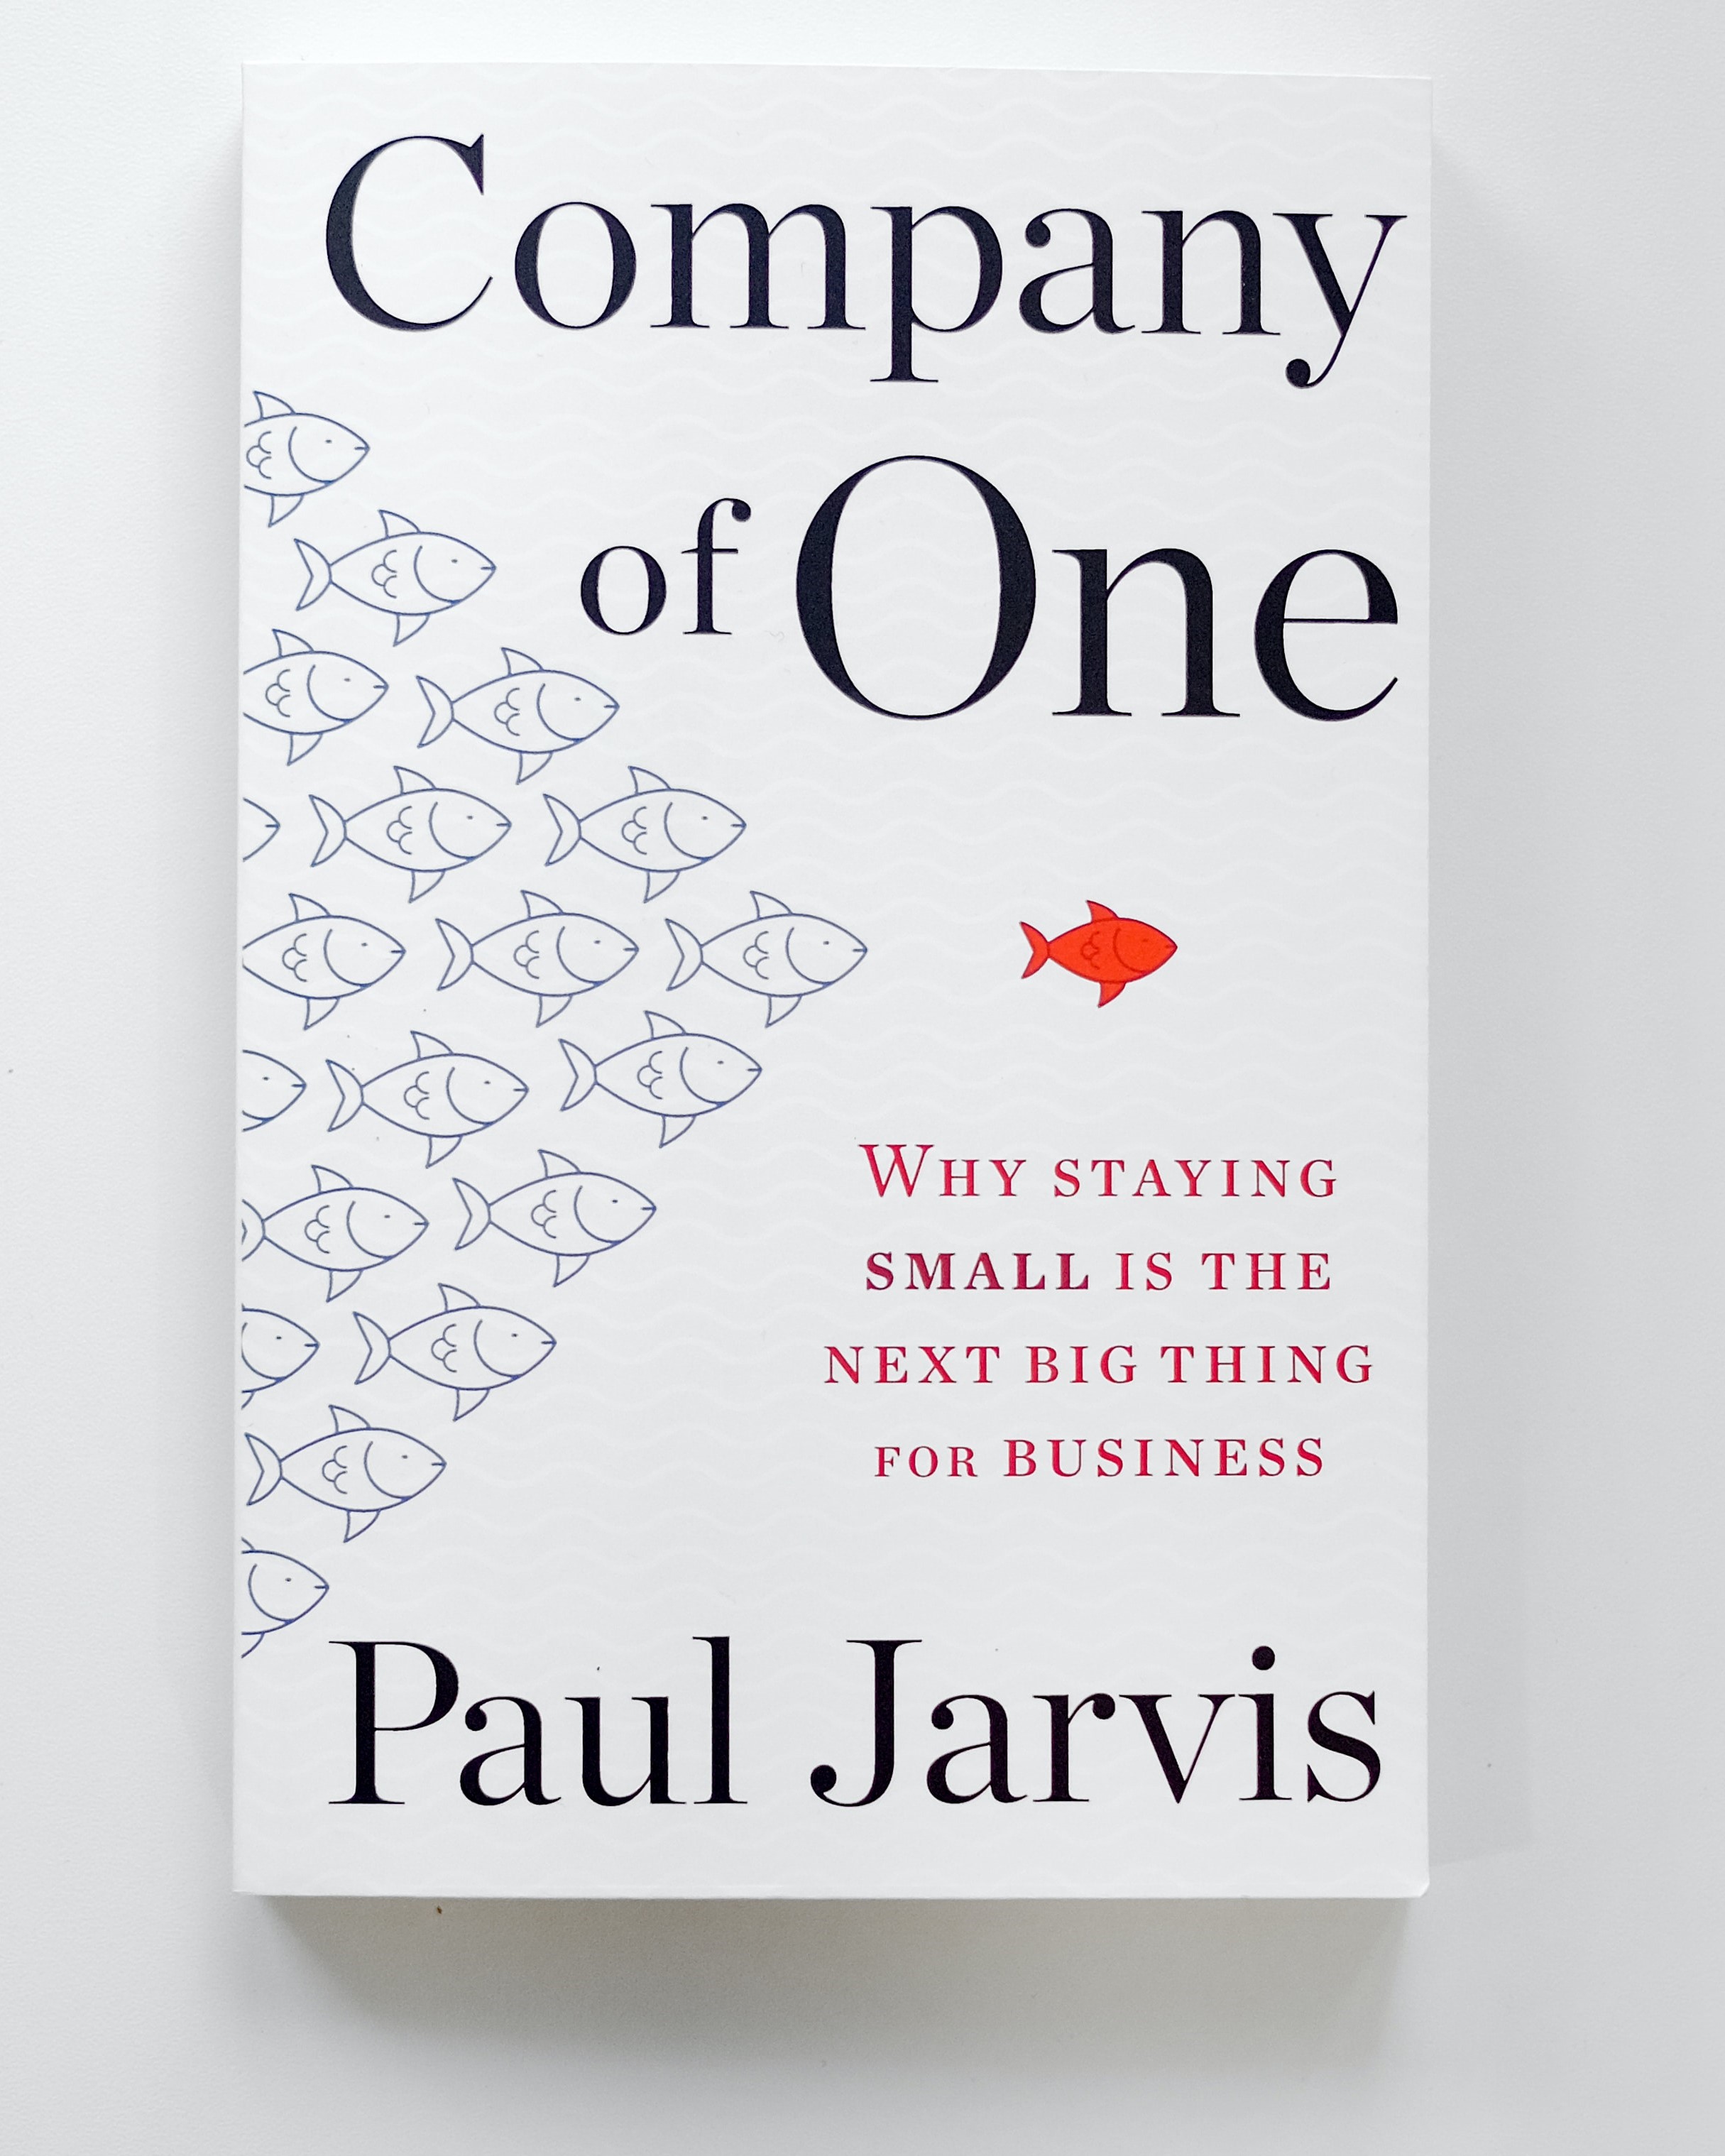 Company
of One
WHY STAYING
SMALL IS THE
NEXT BIG THING
FOR BUSINESS
Paul Jarvis